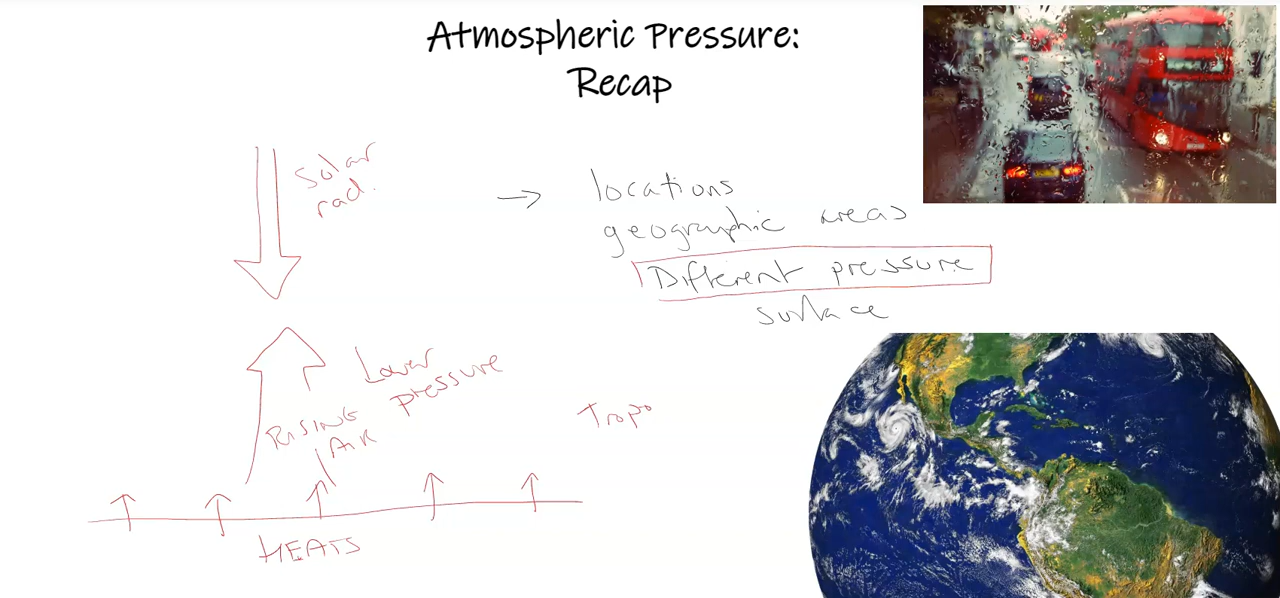 Atmospheric Pressure:
Recap
Solar
rad.
→ locations
geographic areas
Different pressure
surface
Lower
pressure
RISING
AIR
Tropo
HEATS